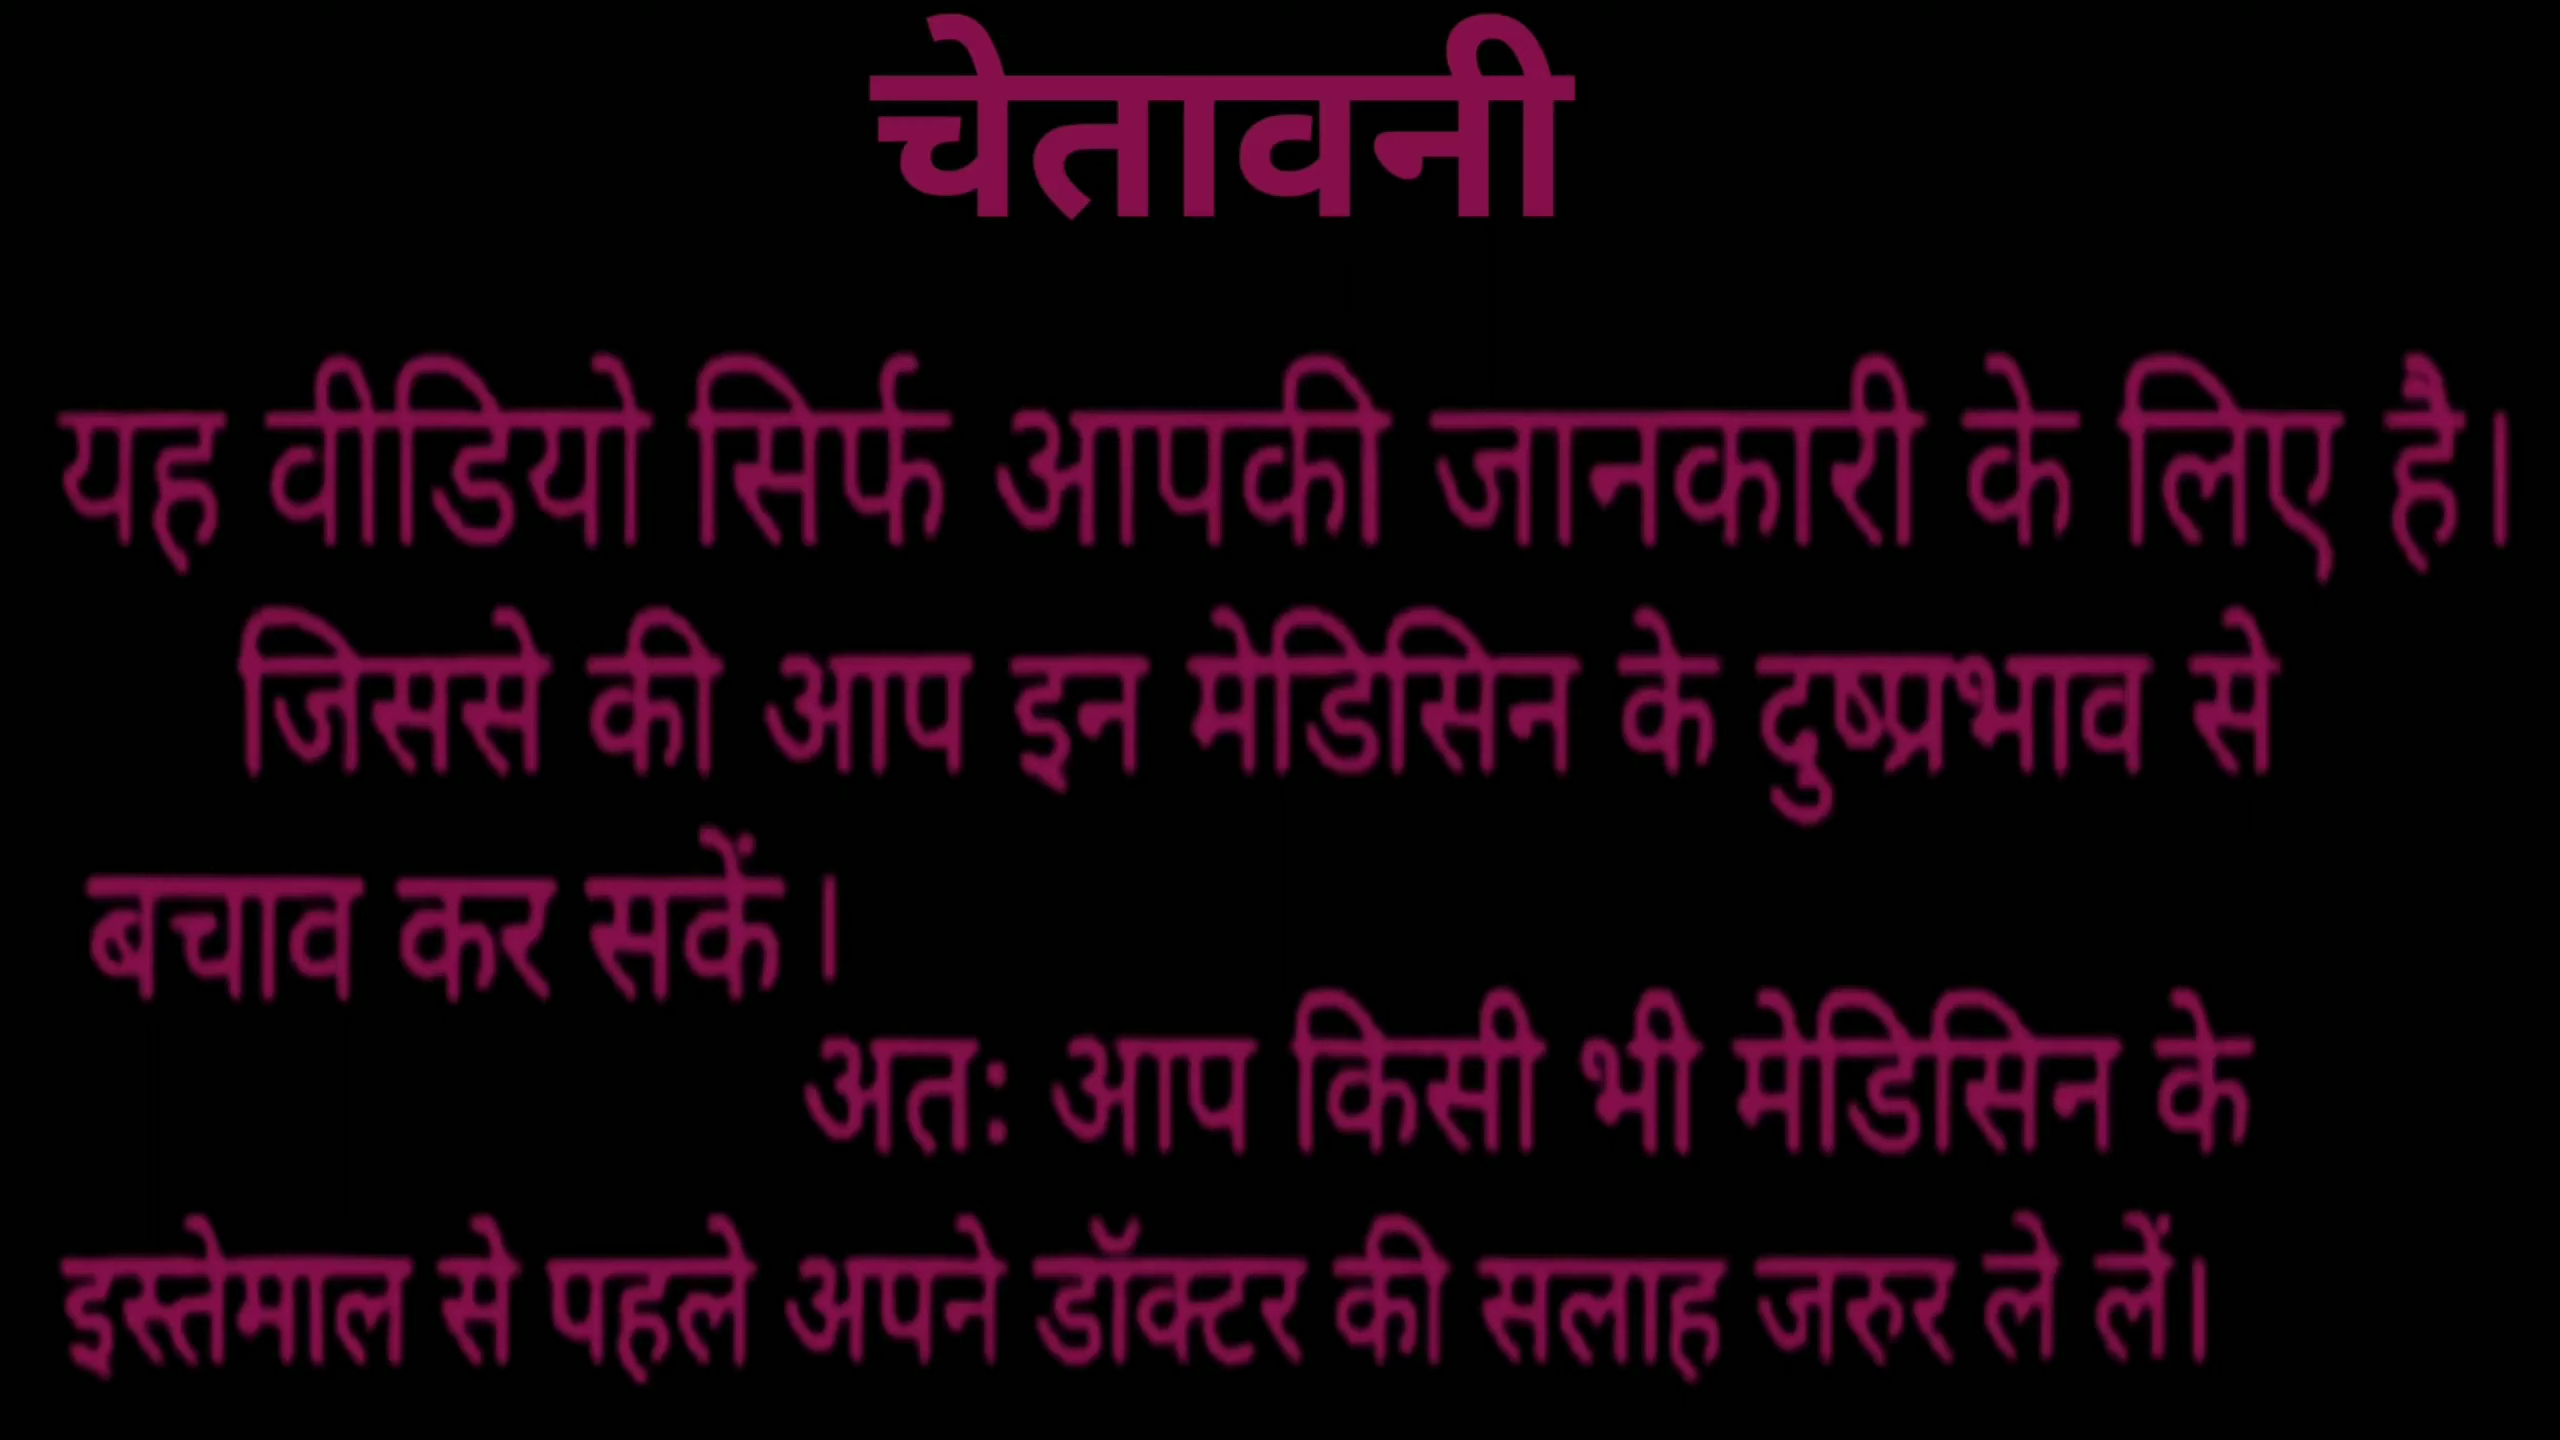 चेतावनी
यह वीडियो सिर्फ आपकी जानकारी के लिए है।
जिससे की आप इन मेडिसिन के दुष्प्रभाव से
बचाव कर सकें।
अतः आप किसी भी मेडिसिन के
इस्तेमाल से पहले अपने डॉक्टर की सलाह जरुर ले लें।